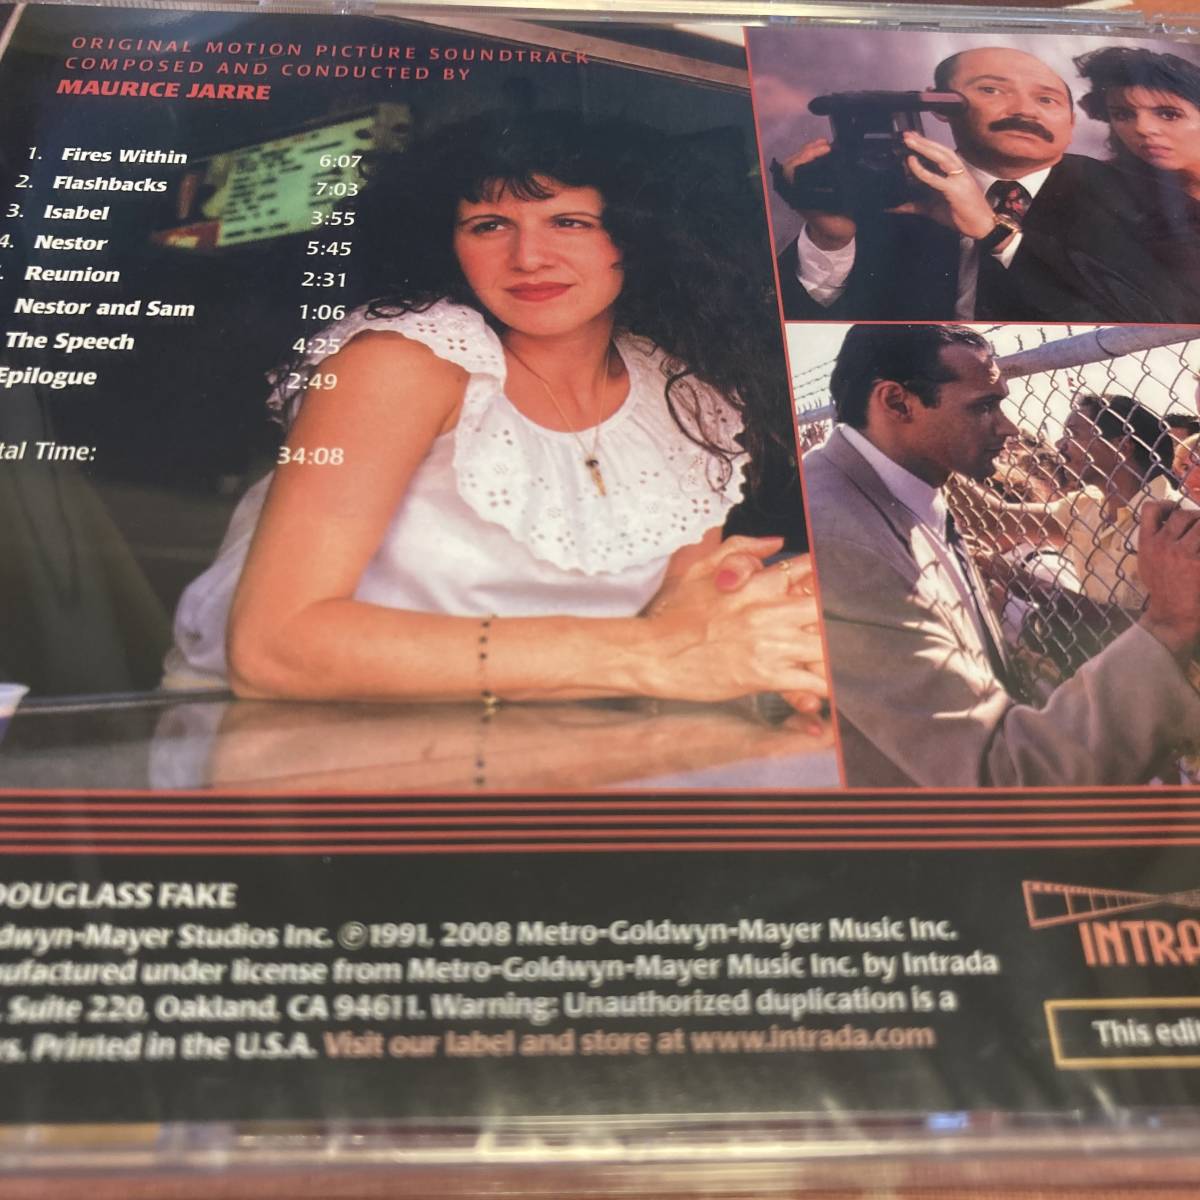 ORIGINAL MOTION PICTURE SOUNDTRACK
COMPOSED AND CONDUCTED BY
MAURICE JARRE
1. Fires Within 6:07
2. Flashbacks 7:03
3. Isabel 3:55
4. Nestor 5:45
Reunion 2:31
Nestor and Sam 1:06
The Speech 4:25
Epilogue 2:49
tal Time: 34:08
DOUGLASS FAKE
dwyn-Mayer Studios Inc. ℗1991, 2008 Metro-Goldwyn-Mayer Music Inc.
ufactured under license from Metro-Goldwyn-Mayer Music Inc. by Intrada
, Suite 220, Oakland, CA 94611. Warning: Unauthorized duplication is a
s. Printed in the U.S.A. Visit our label and store at www.intrada.com
INTRA
This edi